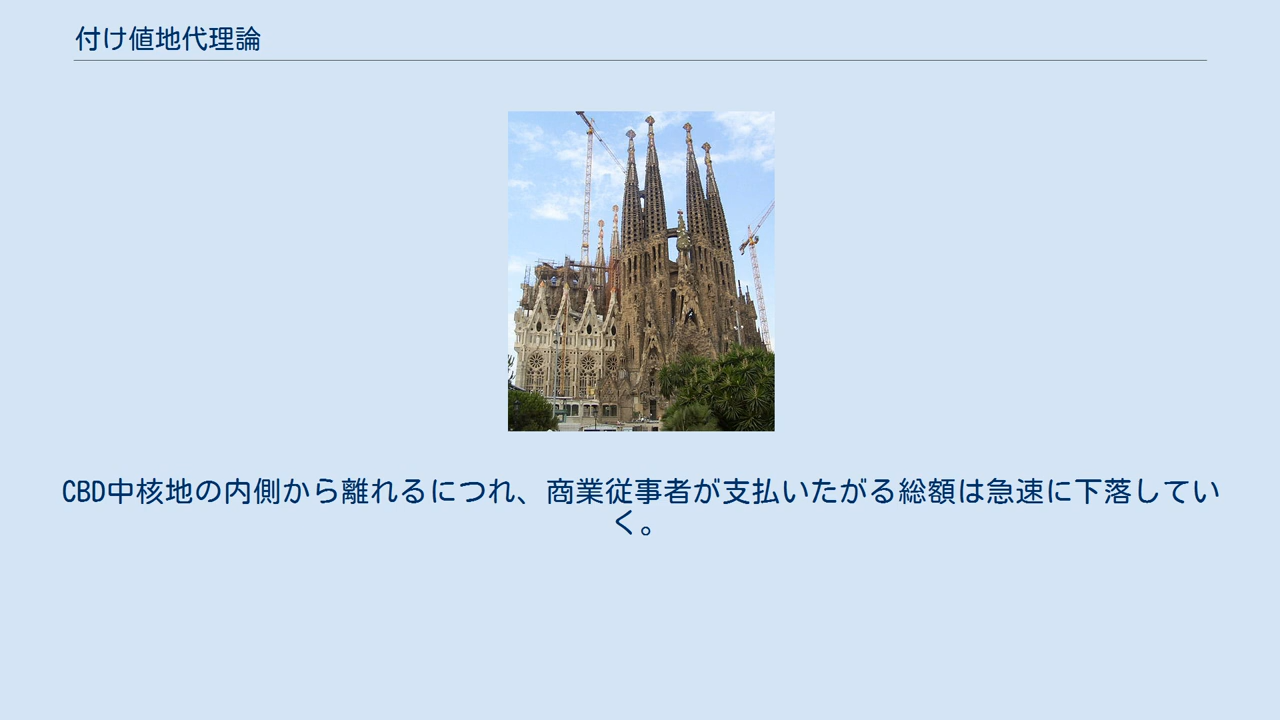 付け値地代理論
CBD中核地の内側から離れるにつれ、商業従事者が支払いたがる総額は急速に下落してい
く。